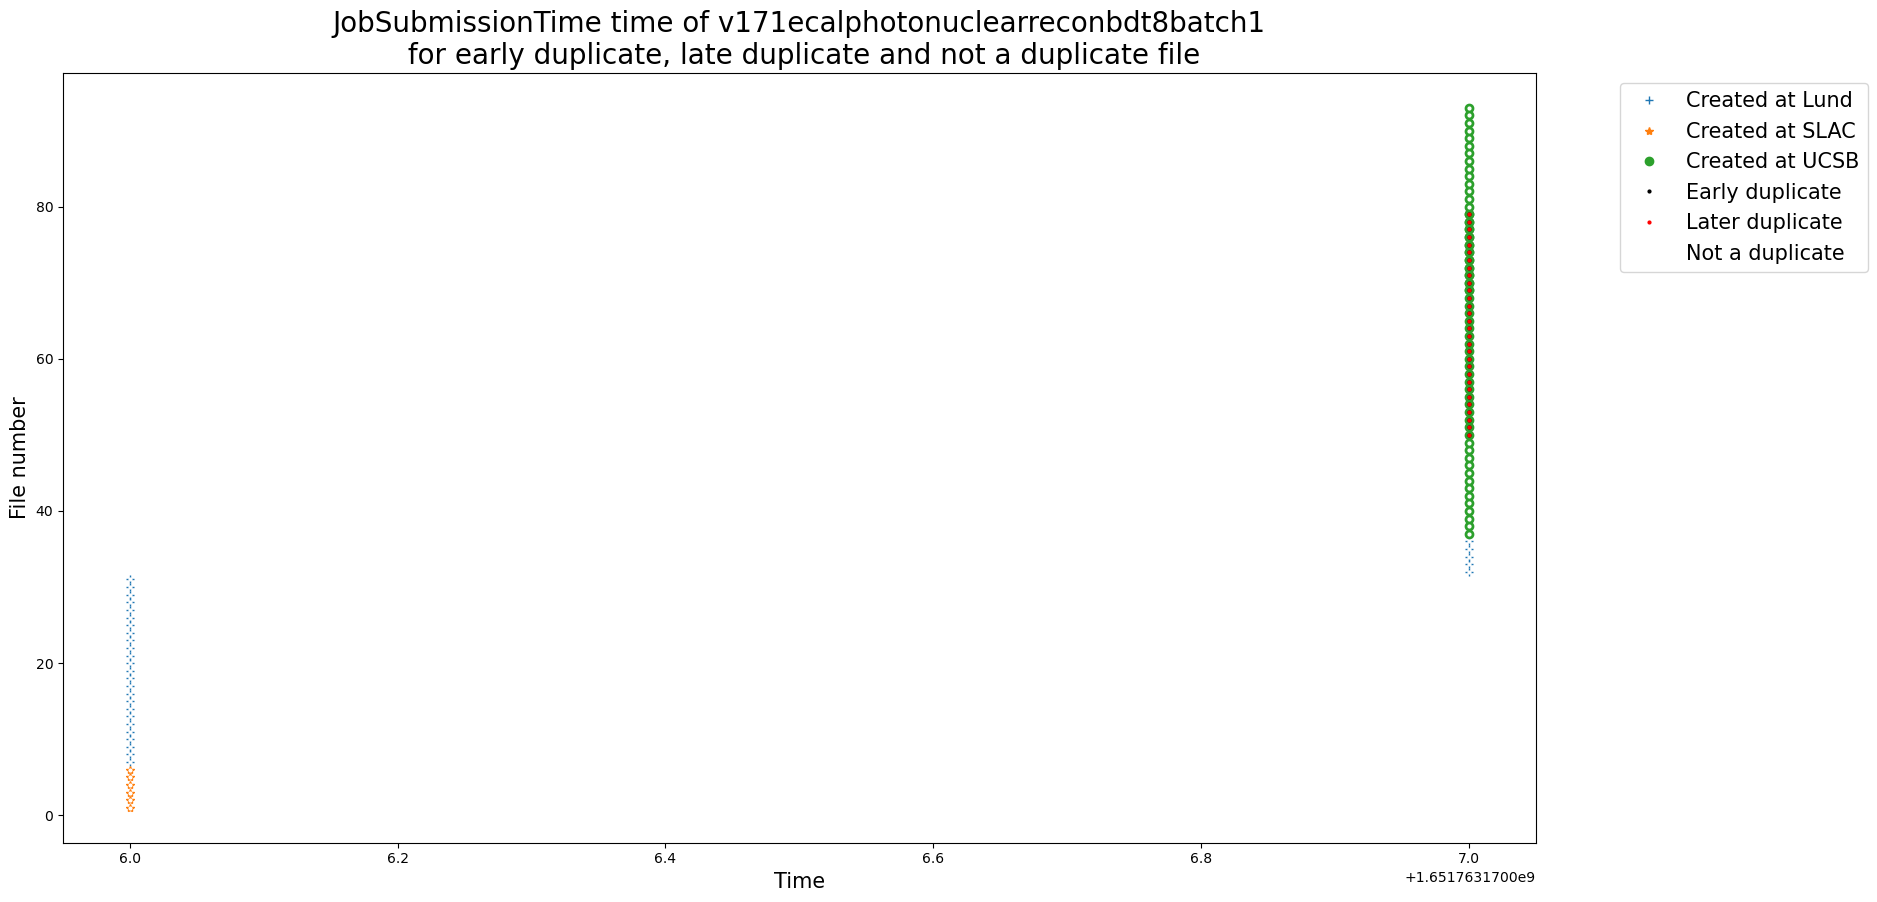 JobSubmissionTime time of v171ecalphotonuclearreconbdt8batch1
for early duplicate, late duplicate and not a duplicate file
Created at Lund
Created at SLAC
Created at UCSB
Early duplicate
Later duplicate
Not a duplicate
File number
80
60
40
20
0
6.0
6.2
6.4
6.6
6.8
7.0
Time
+1.6517631700e9